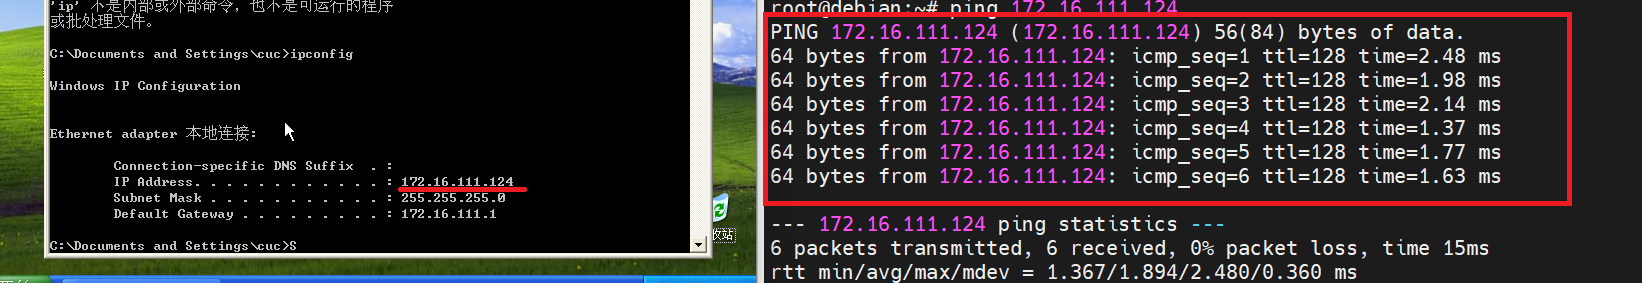 'ip' 不是内部或外部命令，也不是可运行的程序
或批处理文件。
C:\Documents and Settings\cuc>ipconfig
Windows IP Configuration
Ethernet adapter 本地连接:
Connection-specific DNS Suffix  . :
IP Address. . . . . . . . . . . . : 172.16.111.124
Subnet Mask . . . . . . . . . . . : 255.255.255.0
Default Gateway . . . . . . . . . : 172.16.111.1
C:\Documents and Settings\cuc>S
root@debian:~# ping 172.16.111.124
PING 172.16.111.124 (172.16.111.124) 56(84) bytes of data.
64 bytes from 172.16.111.124: icmp_seq=1 ttl=128 time=2.48 ms
64 bytes from 172.16.111.124: icmp_seq=2 ttl=128 time=1.98 ms
64 bytes from 172.16.111.124: icmp_seq=3 ttl=128 time=2.14 ms
64 bytes from 172.16.111.124: icmp_seq=4 ttl=128 time=1.37 ms
64 bytes from 172.16.111.124: icmp_seq=5 ttl=128 time=1.77 ms
64 bytes from 172.16.111.124: icmp_seq=6 ttl=128 time=1.63 ms
--- 172.16.111.124 ping statistics ---
6 packets transmitted, 6 received, 0% packet loss, time 15ms
rtt min/avg/max/mdev = 1.367/1.894/2.480/0.360 ms